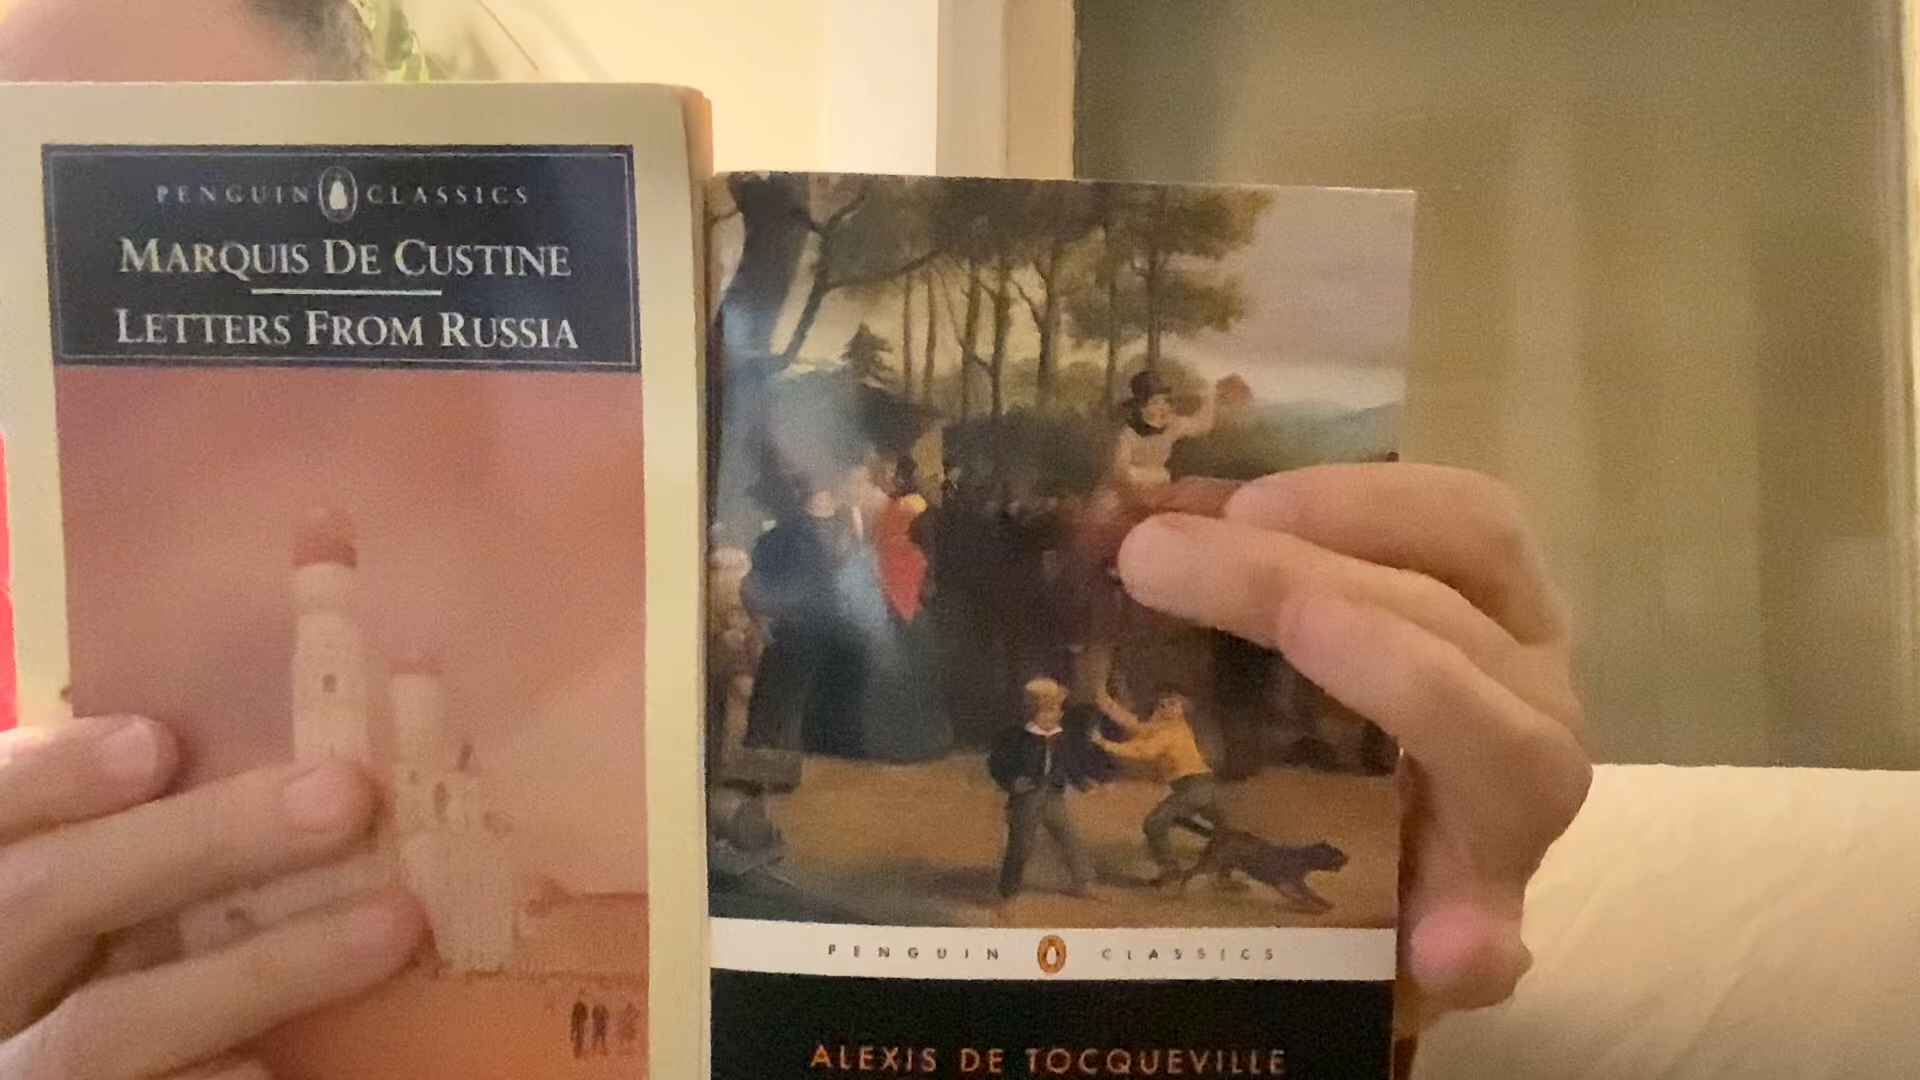 PENGUIN CLASSICS
MARQUIS DE CUSTINE
LETTERS FROM RUSSIA
PENGUIN CLASSICS
ALEXIS DE TOCQUEVILLE